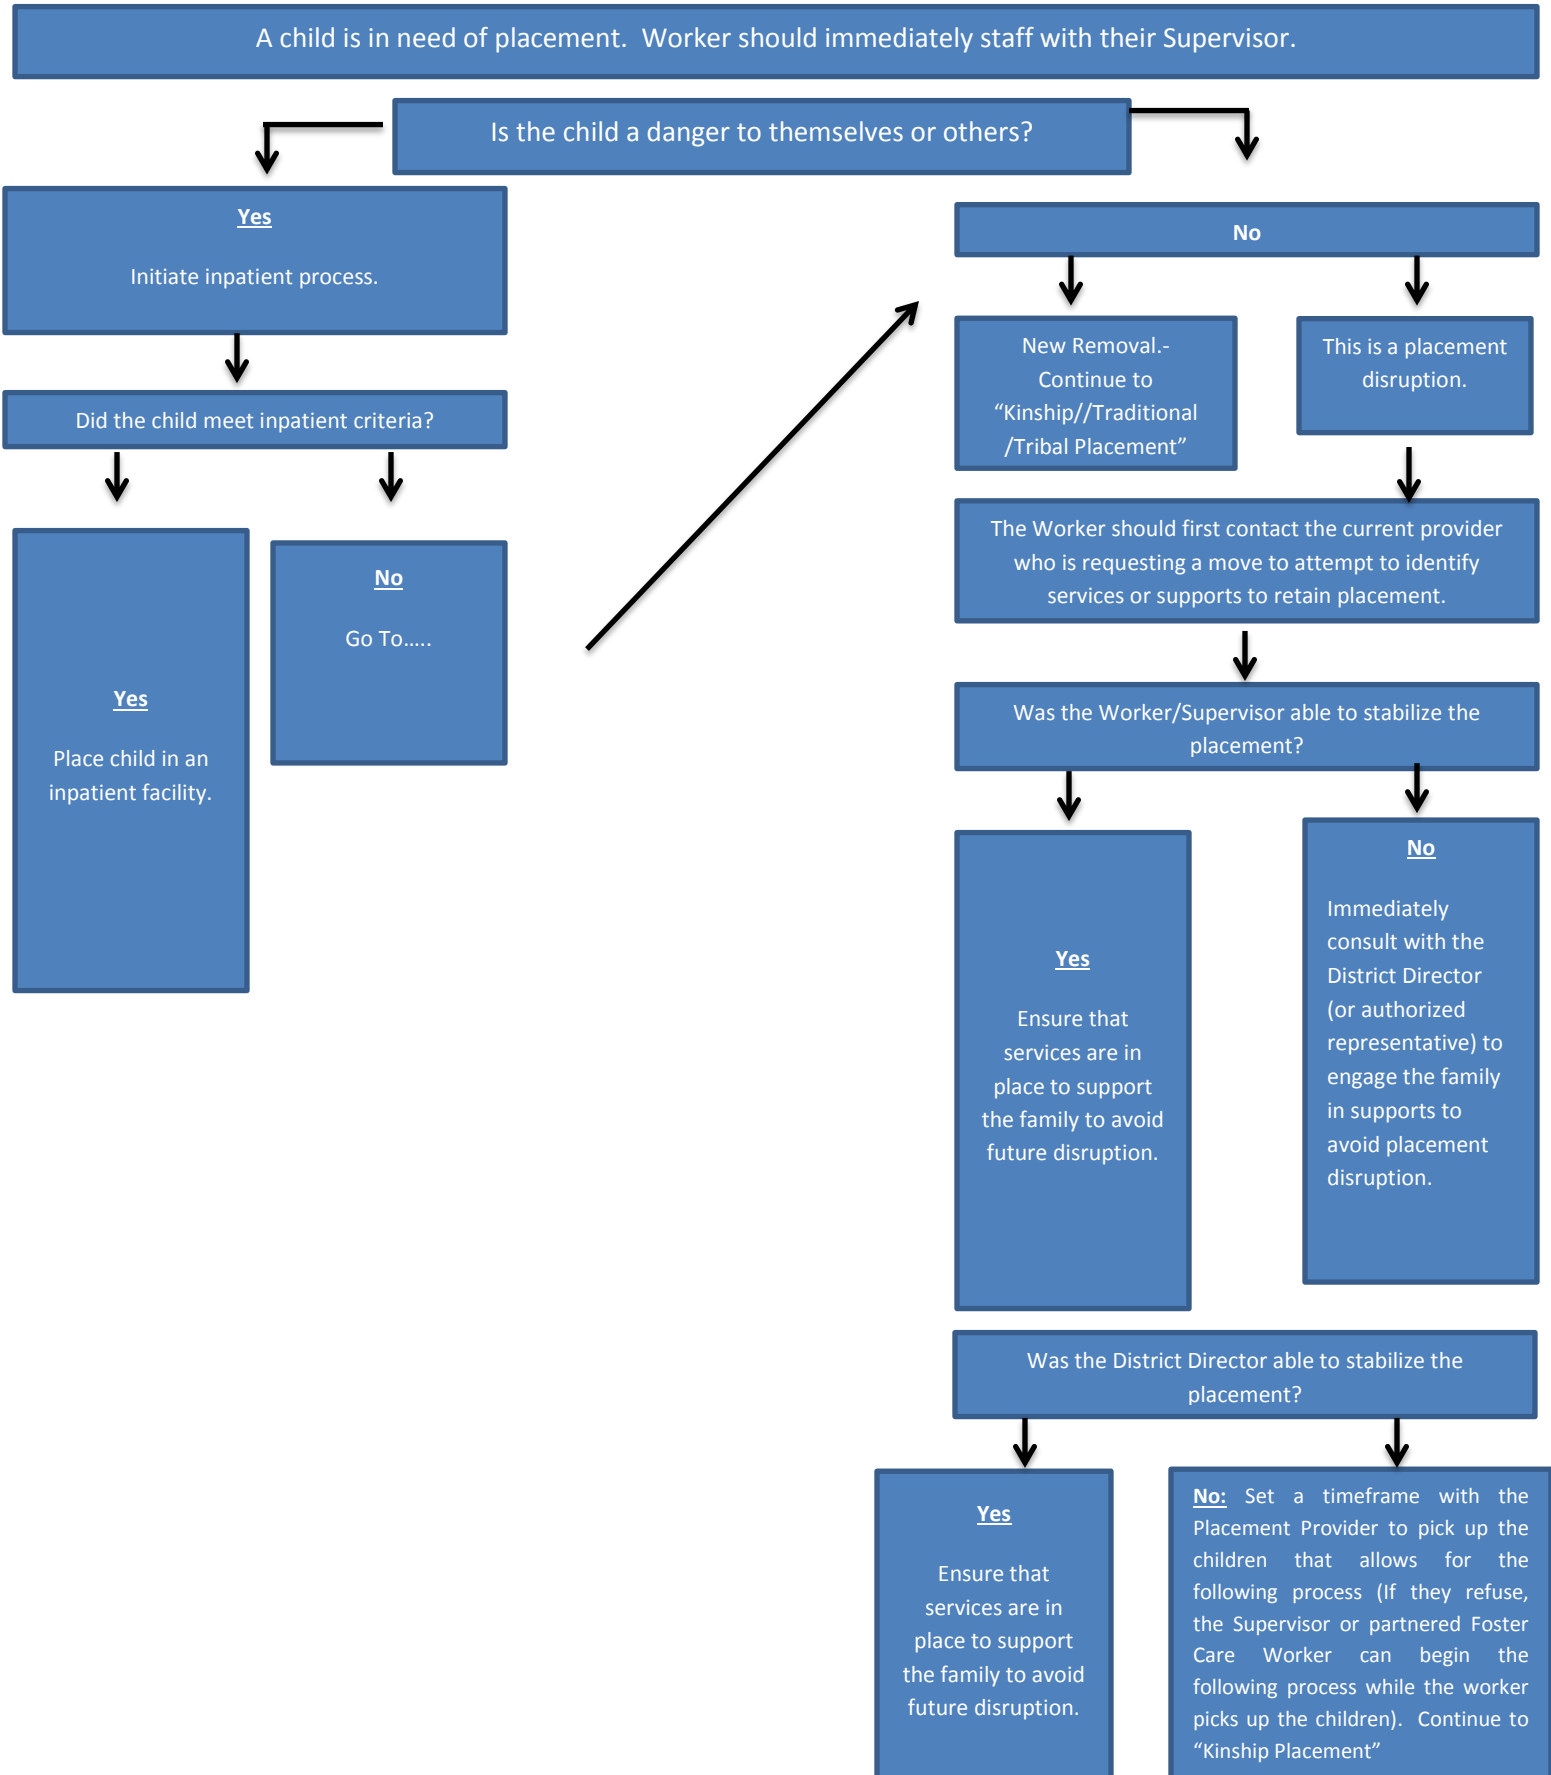 A child is in need of placement.  Worker should immediately staff with their Supervisor.
Is the child a danger to themselves or others?
Yes
Initiate inpatient process.
Did the child meet inpatient criteria?
Yes
Place child in an
inpatient facility.
No
Go To…..
No
New Removal.-
Continue to
“Kinship//Traditional
/Tribal Placement”
This is a placement
disruption.
The Worker should first contact the current provider
who is requesting a move to attempt to identify
services or supports to retain placement.
Was the Worker/Supervisor able to stabilize the
placement?
Yes
Ensure that
services are in
place to support
the family to avoid
future disruption.
No
Immediately
consult with the
District Director
(or authorized
representative) to
engage the family
in supports to
avoid placement
disruption.
Was the District Director able to stabilize the
placement?
Yes
Ensure that
services are in
place to support
the family to avoid
future disruption.
No: Set a timeframe with the
Placement Provider to pick up the
children that allows for the
following process (If they refuse,
the Supervisor or partnered Foster
Care Worker can begin the
following process while the worker
picks up the children).  Continue to
“Kinship Placement”